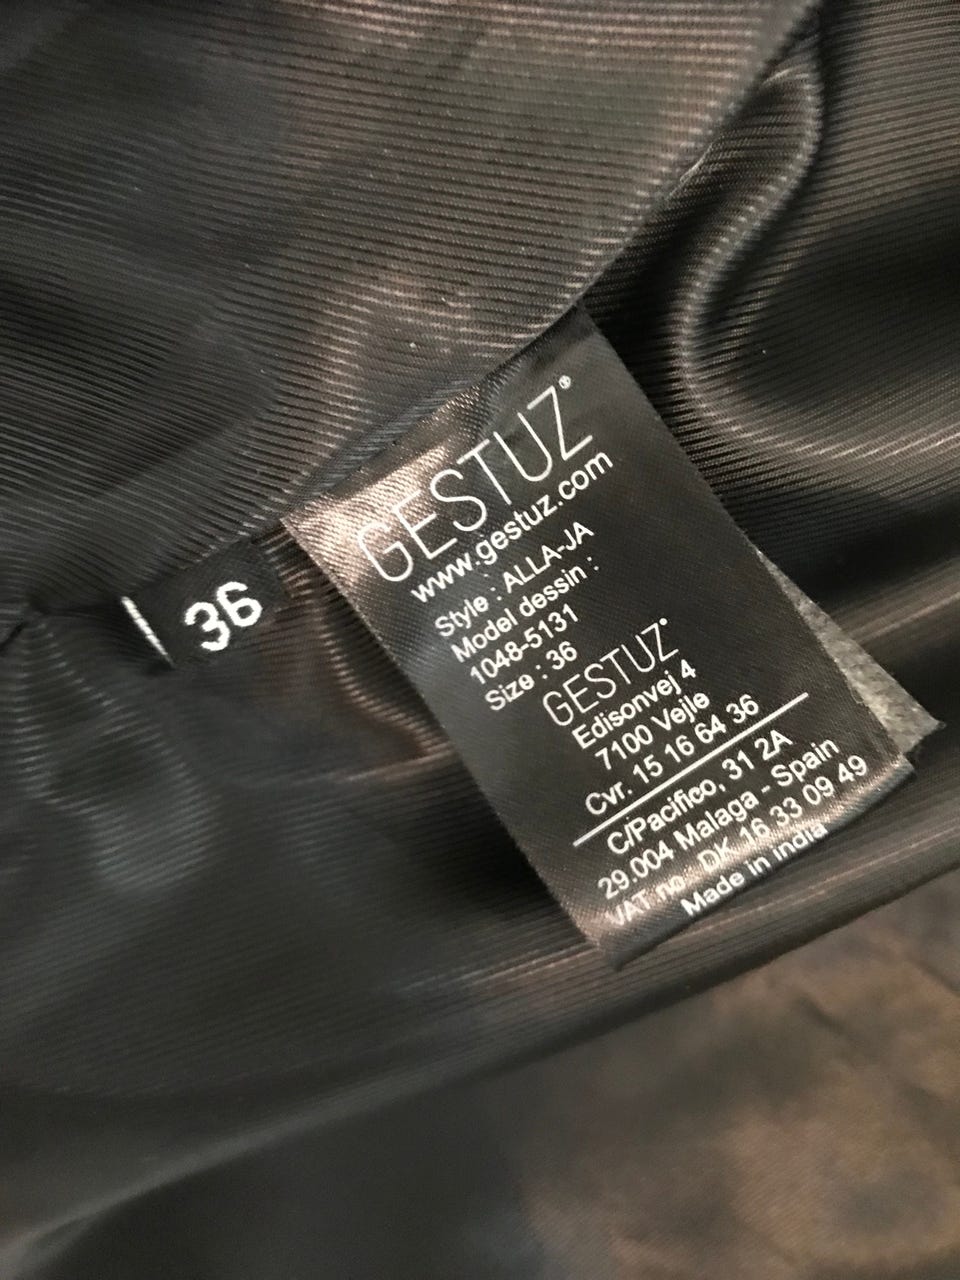 36
GESTUZ®
www.gestuz.com
Style : ALLA-JA
Model dessin :
1048-5131
Size : 36
GESTUZ
Edisonvej 4
7100 Vejle
Cvr. 15 16 64 36
C/Pacifico, 31 2A
29.004 Malaga - Spain
VAT no. DK 16 33 09 49
Made in india